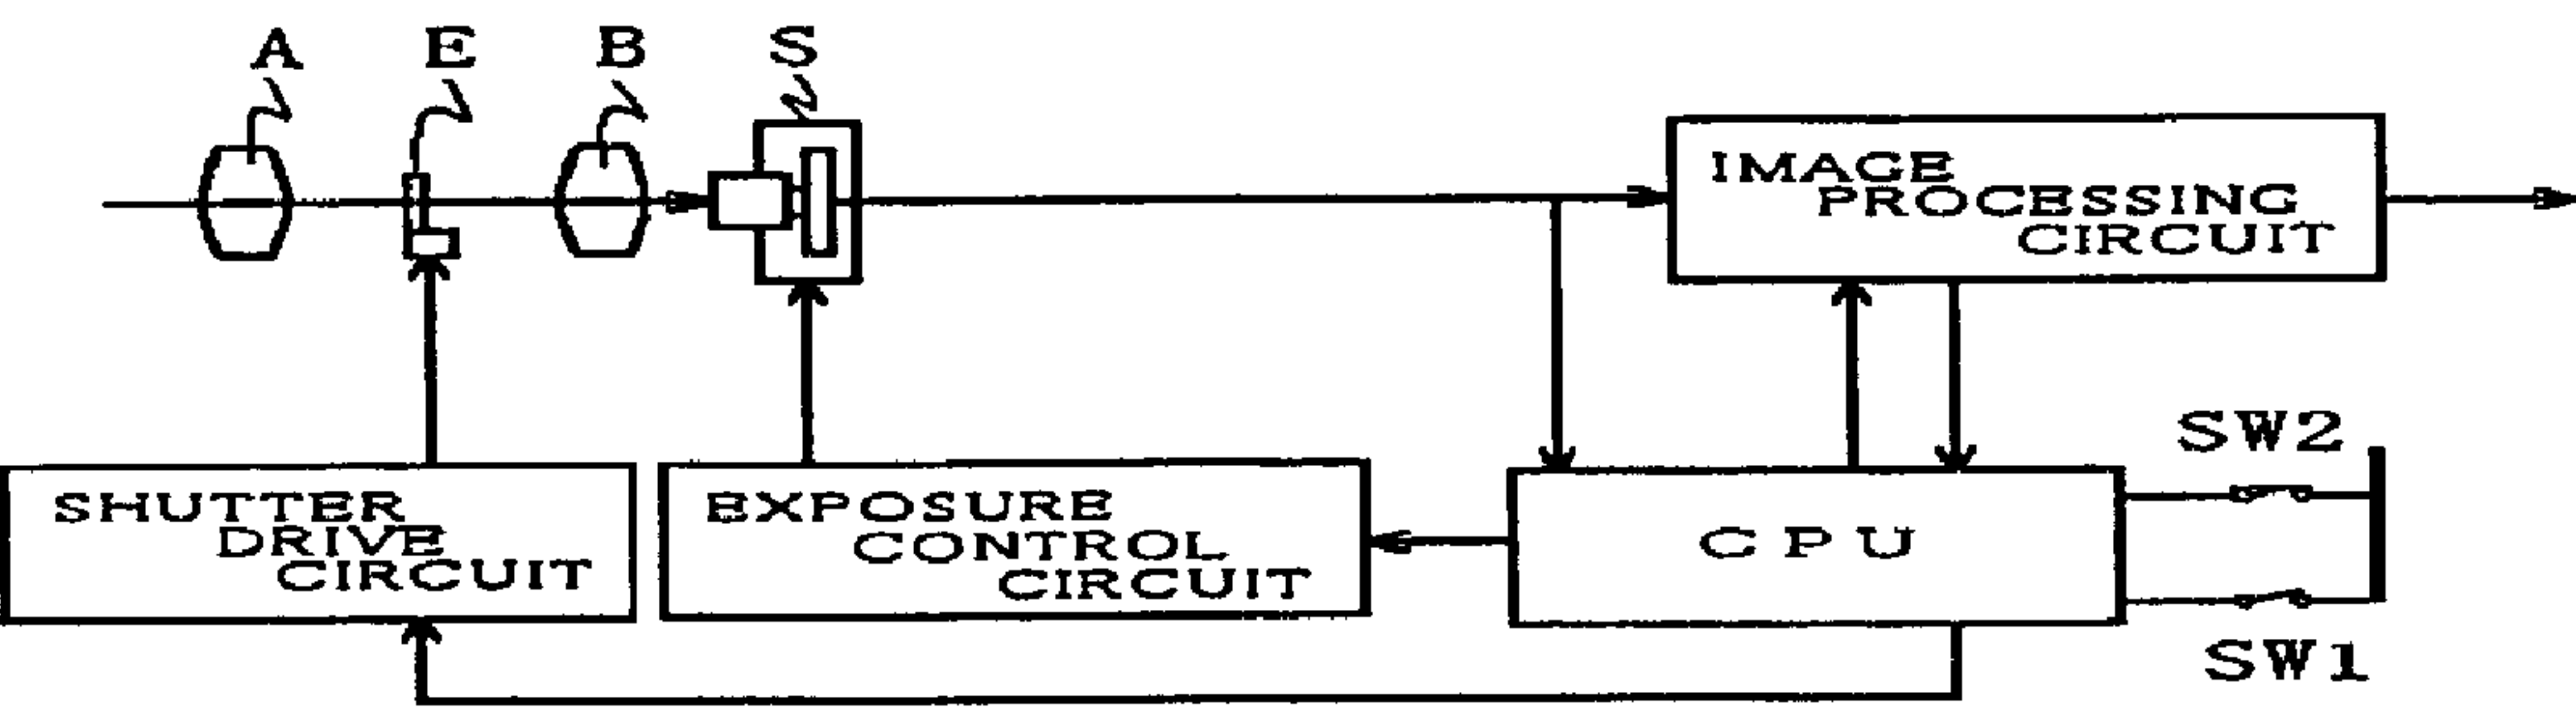 A E B S
IMAGE
PROCESSING
CIRCUIT
SW2
SHUTTER
DRIVE
CIRCUIT
EXPOSURE
CONTROL
CIRCUIT
CPU
SW1